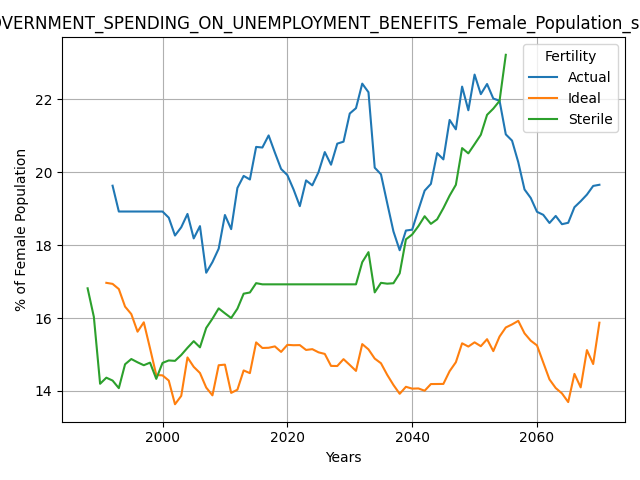 OVERNMENT_SPENDING_ON_UNEMPLOYMENT_BENEFITS_Female_Population_s
Fertility
Actual
Ideal
Sterile
22
20
18
16
14
% of Female Population
2000 2020 2040 2060
Years